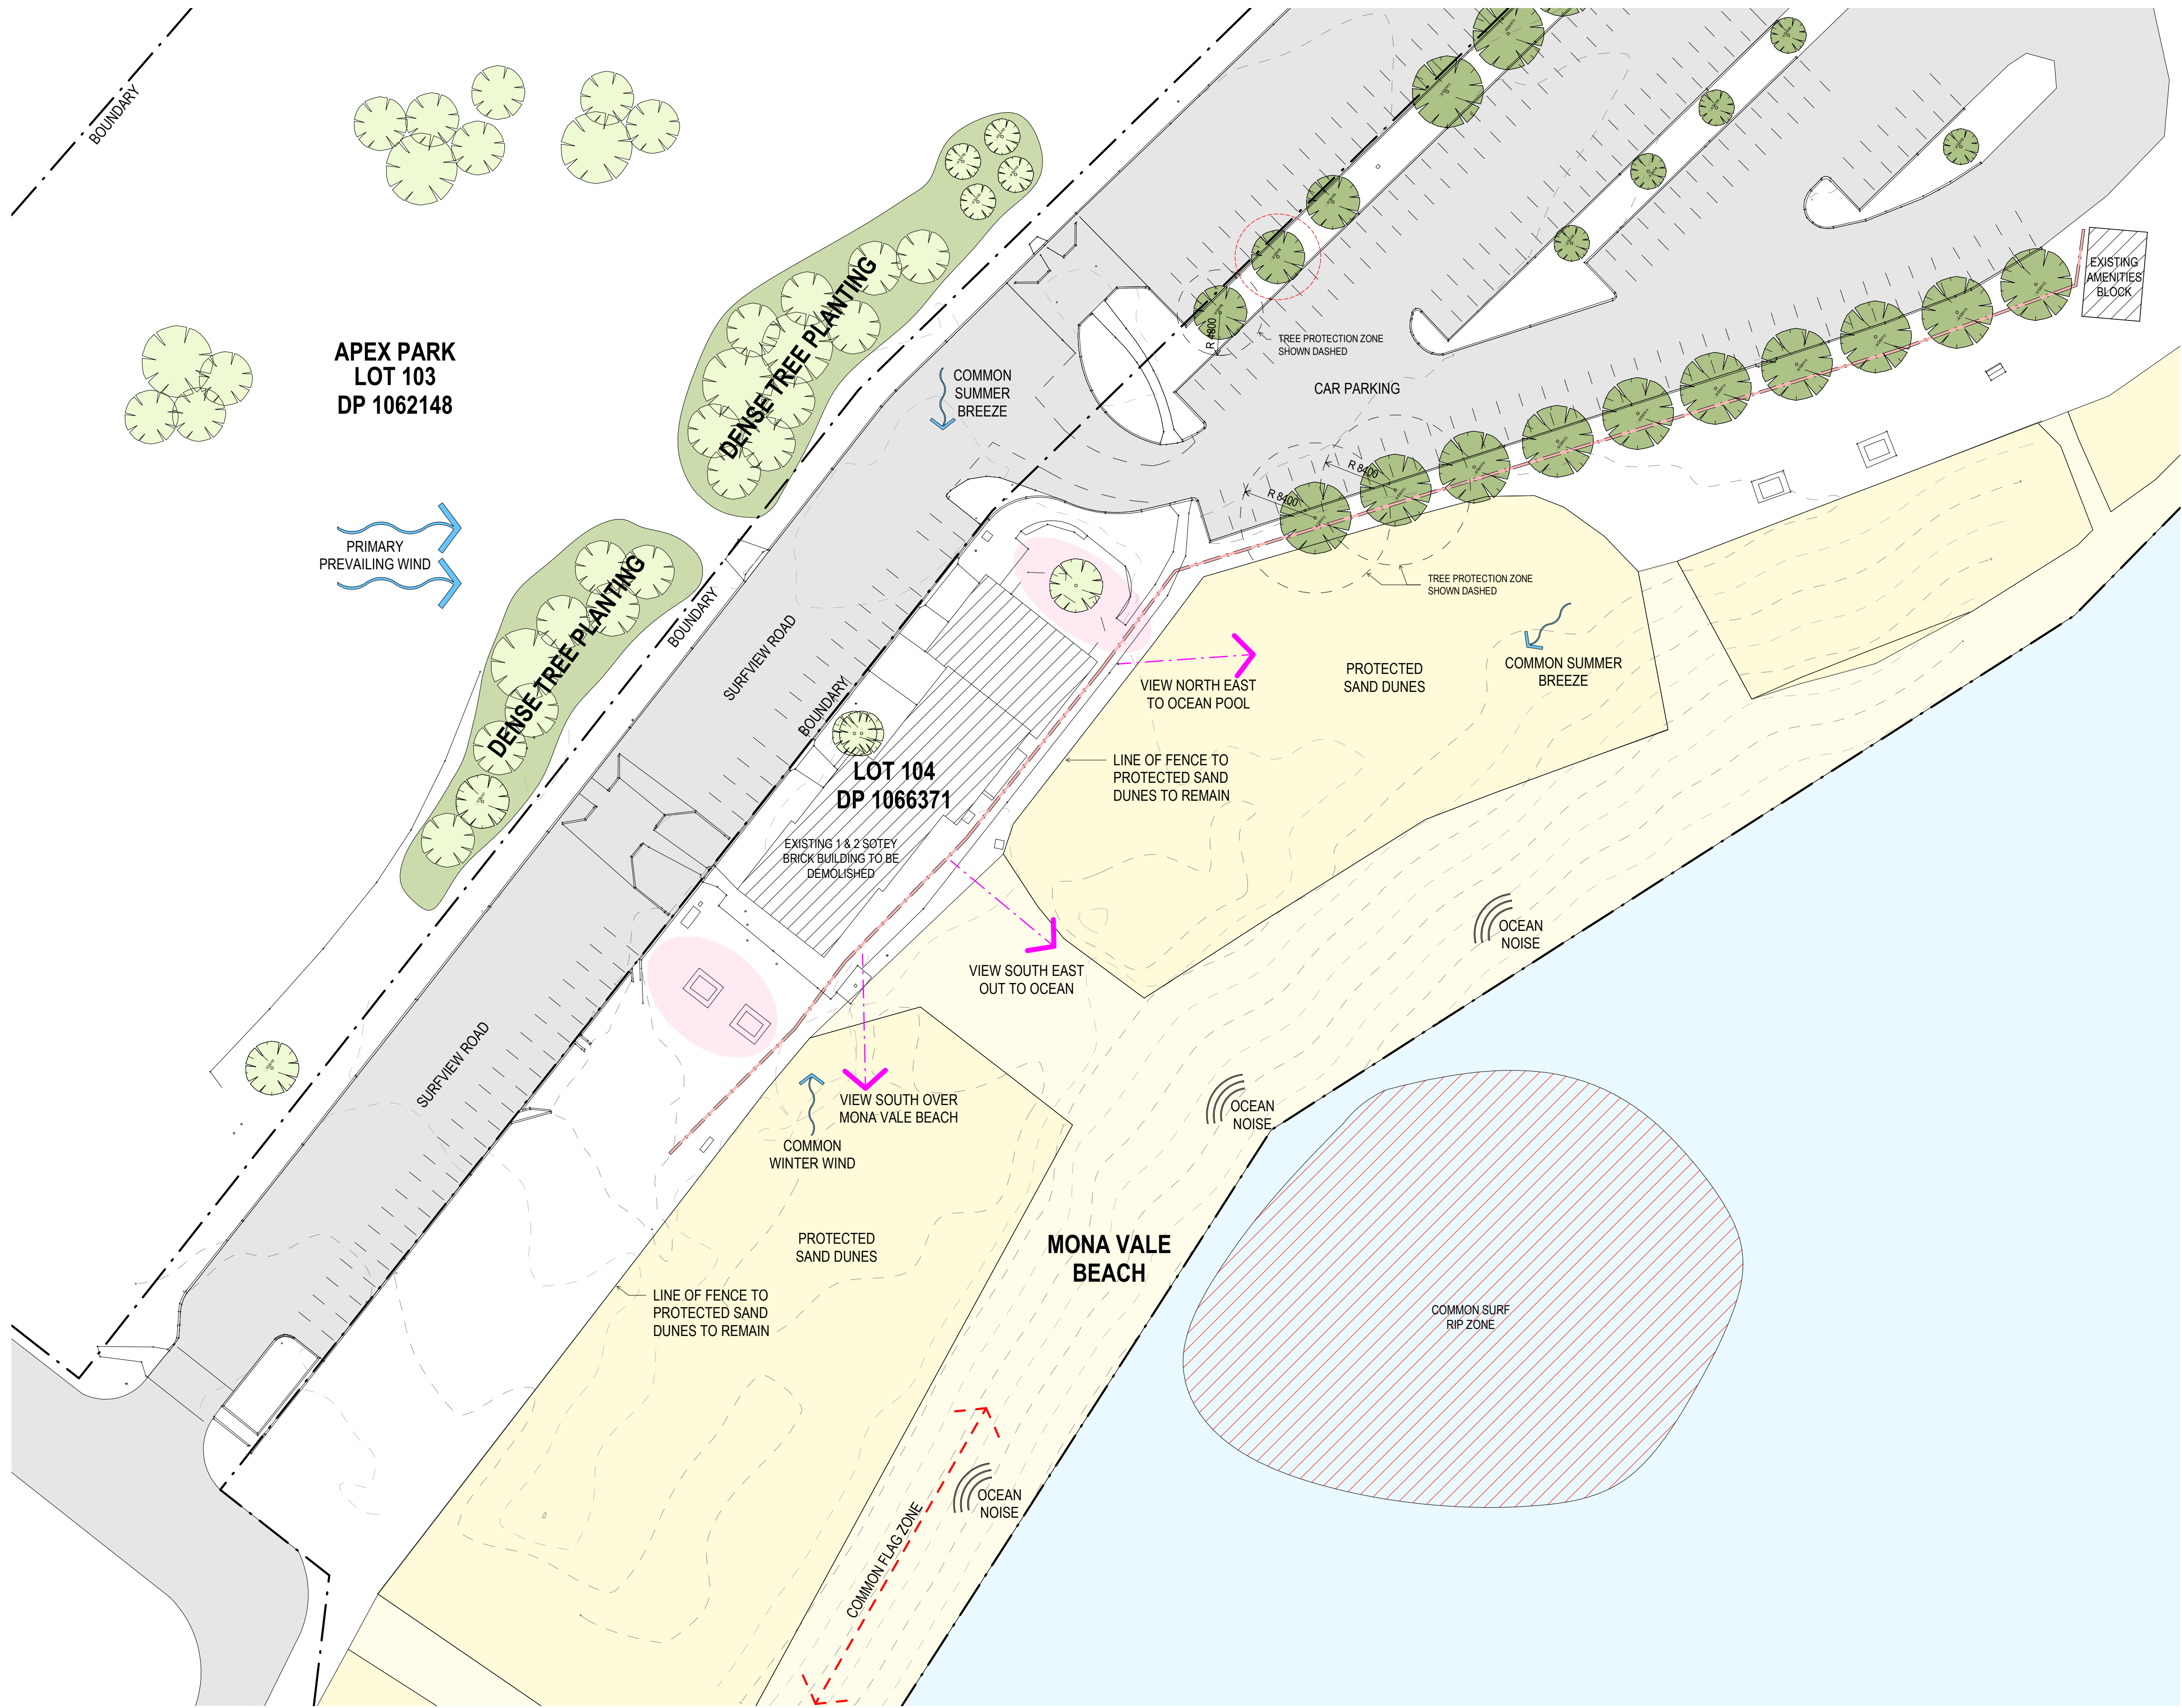 BOUNDARY
APEX PARK
LOT 103
DP 1062148
DENSE TREE PLANTING
COMMON
SUMMER
BREEZE
R 4800
TREE PROTECTION ZONE
SHOWN DASHED
CAR PARKING
EXISTING
AMENITIES
BLOCK
R 8400
R 8400
PRIMARY
PREVAILING WIND
DENSE TREE PLANTING
BOUNDARY
SURFVIEW ROAD
BOUNDARY
TREE PROTECTION ZONE
SHOWN DASHED
VIEW NORTH EAST
TO OCEAN POOL
PROTECTED
SAND DUNES
COMMON SUMMER
BREEZE
LOT 104
DP 1066371
LINE OF FENCE TO
PROTECTED SAND
DUNES TO REMAIN
EXISTING 1 & 2 SOTEY
BRICK BUILDING TO BE
DEMOLISHED
OCEAN
NOISE
VIEW SOUTH EAST
OUT TO OCEAN
SURFVIEW ROAD
VIEW SOUTH OVER
MONA VALE BEACH
OCEAN
NOISE
COMMON
WINTER WIND
PROTECTED
SAND DUNES
MONA VALE
BEACH
LINE OF FENCE TO
PROTECTED SAND
DUNES TO REMAIN
COMMON SURF
RIP ZONE
OCEAN
NOISE
COMMON FLAG ZONE